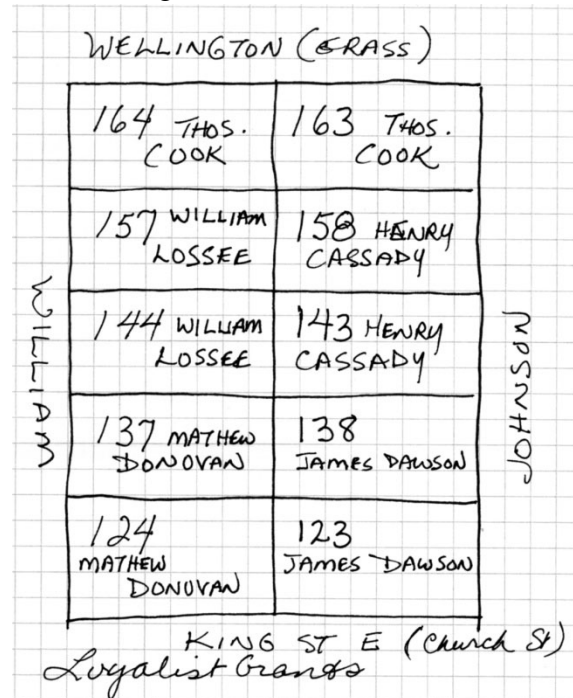 WELLINGTON (GRASS)
164 THOS.
COOK
163 THOS.
COOK
157 WILLIAM
LOSSEE
158 HENRY
CASSADY
144 WILLIAM
LOSSEE
143 HENRY
CASSADY
WILLIAM
JOHNSON
137 MATHEW
DONOVAN
138
JAMES DAWSON
124
MATHEW
DONOVAN
123
JAMES DAWSON
KING ST E (Church St)
Loyalist Grants